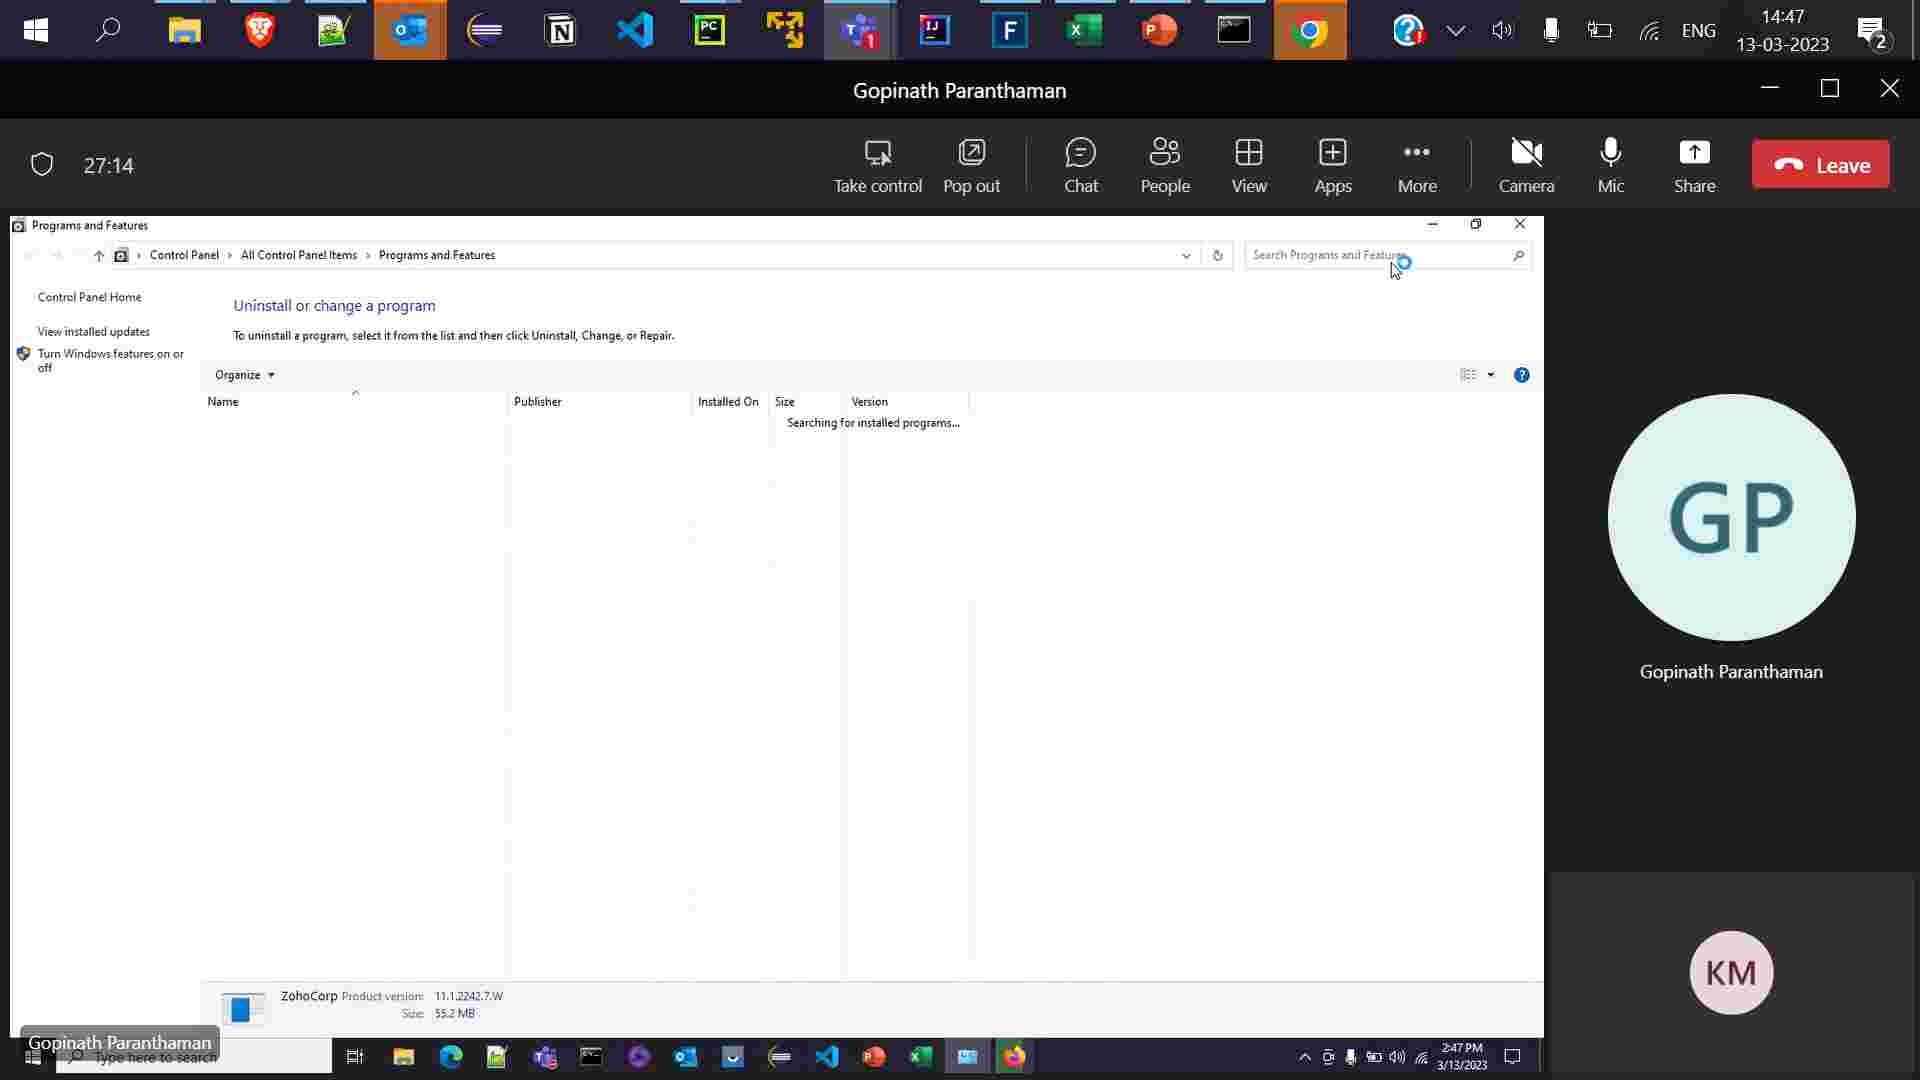 PC
1
IJ
F
ENG
14:47
13-03-2023
2
Gopinath Paranthaman
27:14
Take control
Pop out
Chat
People
View
Apps
More
Camera
Mic
Share
Leave
Programs and Features
Control Panel
All Control Panel Items
Programs and Features
Search Programs and Features
Control Panel Home
View installed updates
Turn Windows features on or
off
Uninstall or change a program
To uninstall a program, select it from the list and then click Uninstall, Change, or Repair.
Organize
Name
Publisher
Installed On
Size
Version
Searching for installed programs...
GP
Gopinath Paranthaman
KM
ZohoCorp Product version: 11.1.2242.7.W
Size: 55.2 MB
Gopinath Paranthaman
Type here to search
2:47 PM
3/13/2023